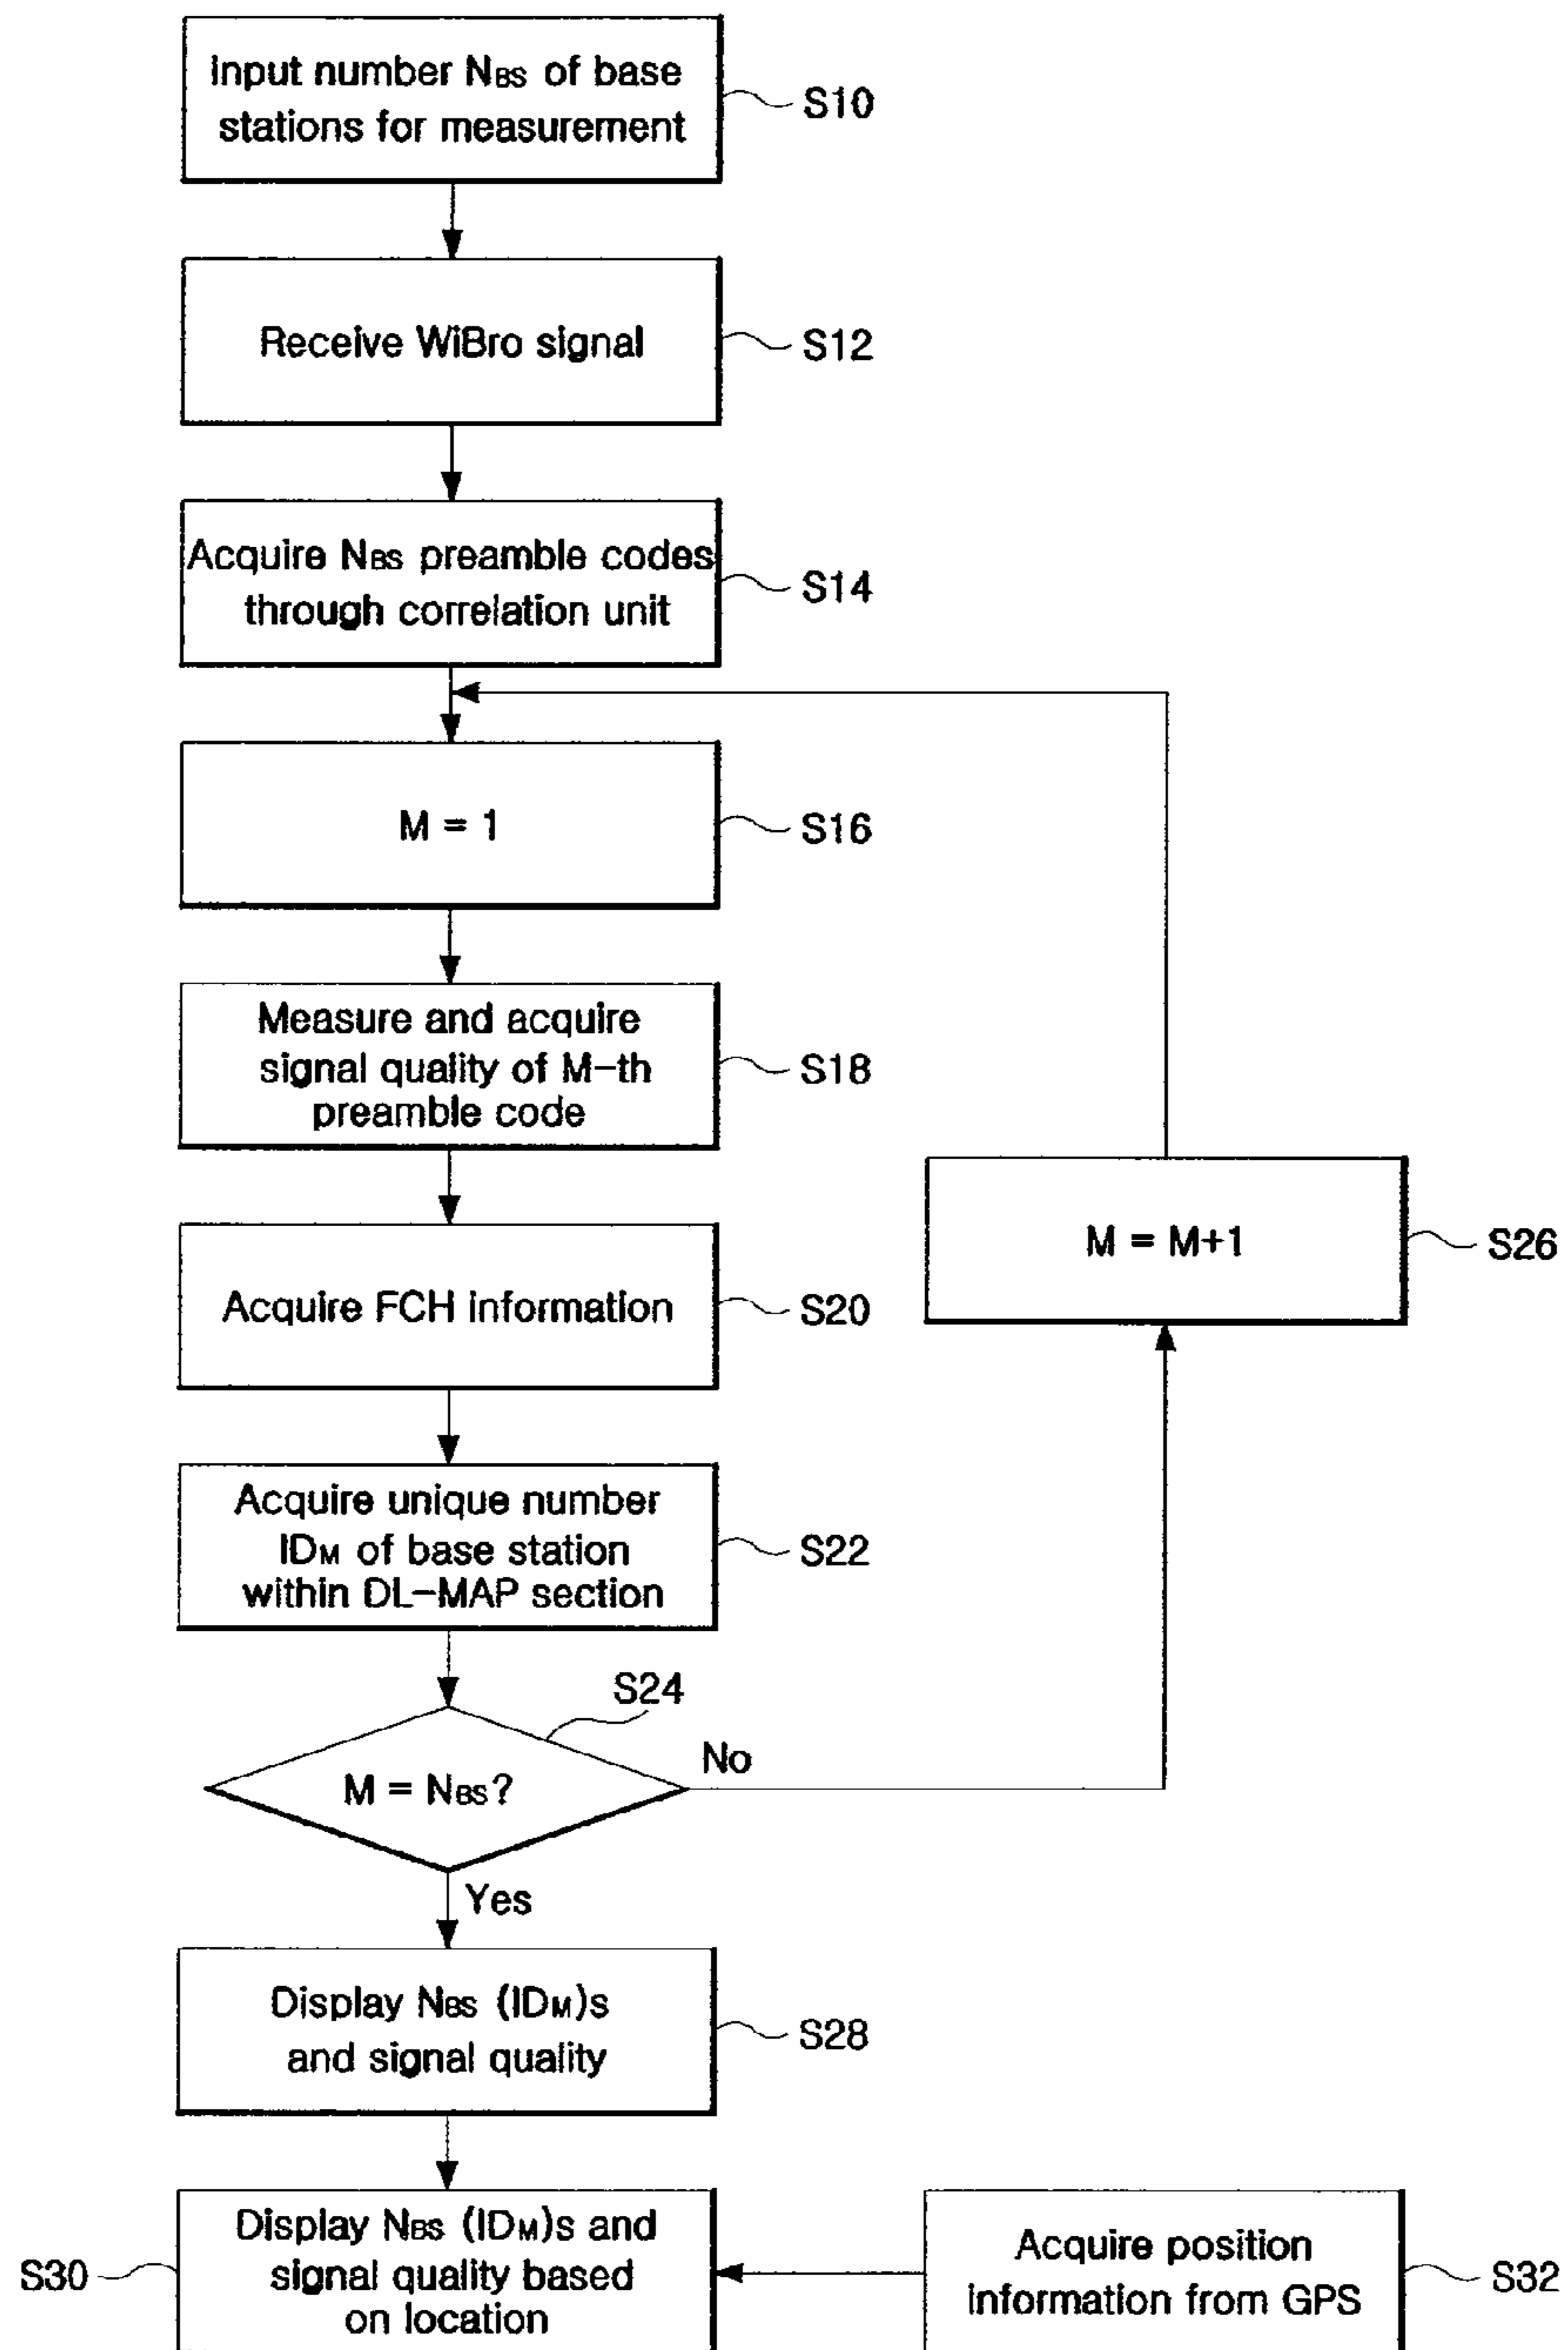 Input number NBS of base
stations for measurement
S10
Receive WiBro signal
S12
Acquire NBS preamble codes
through correlation unit
S14
M = 1
S16
Measure and acquire
signal quality of M-th
preamble code
S18
M = M+1
S26
Acquire FCH information
S20
Acquire unique number
IDM of base station
within DL-MAP section
S22
S24
M = NBS?
No
Yes
Display NBS (IDM)s
and signal quality
S28
Display NBS (IDM)s and
signal quality based
on location
S30
Acquire position
information from GPS
S32